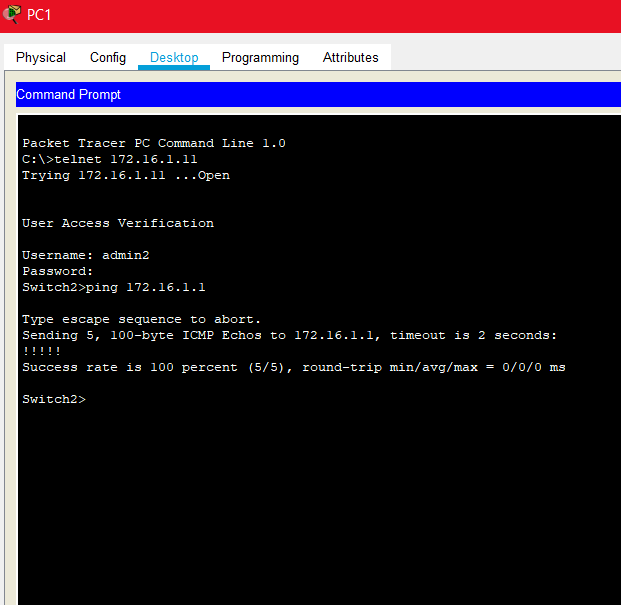 PC1
Physical Config Desktop Programming Attributes
Command Prompt
Packet Tracer PC Command Line 1.0
C:\>telnet 172.16.1.11
Trying 172.16.1.11 ...Open
User Access Verification
Username: admin2
Password:
Switch2>ping 172.16.1.1
Type escape sequence to abort.
Sending 5, 100-byte ICMP Echos to 172.16.1.1, timeout is 2 seconds:
!!!!!
Success rate is 100 percent (5/5), round-trip min/avg/max = 0/0/0 ms
Switch2>